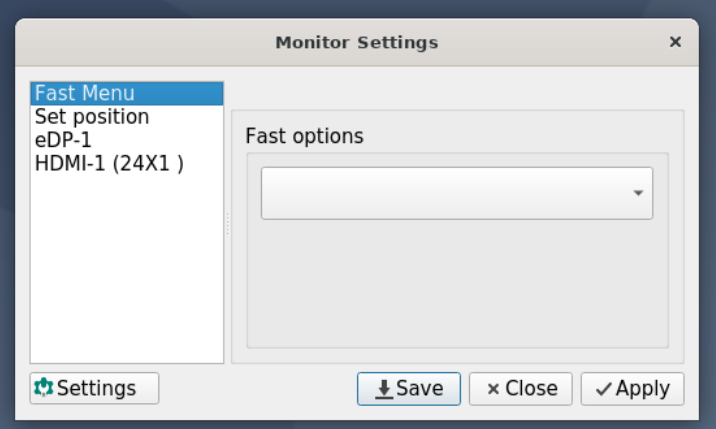 Monitor Settings
Fast Menu
Set position
eDP-1
HDMI-1 (24X1 )
Fast options
Settings
Save
Close
Apply